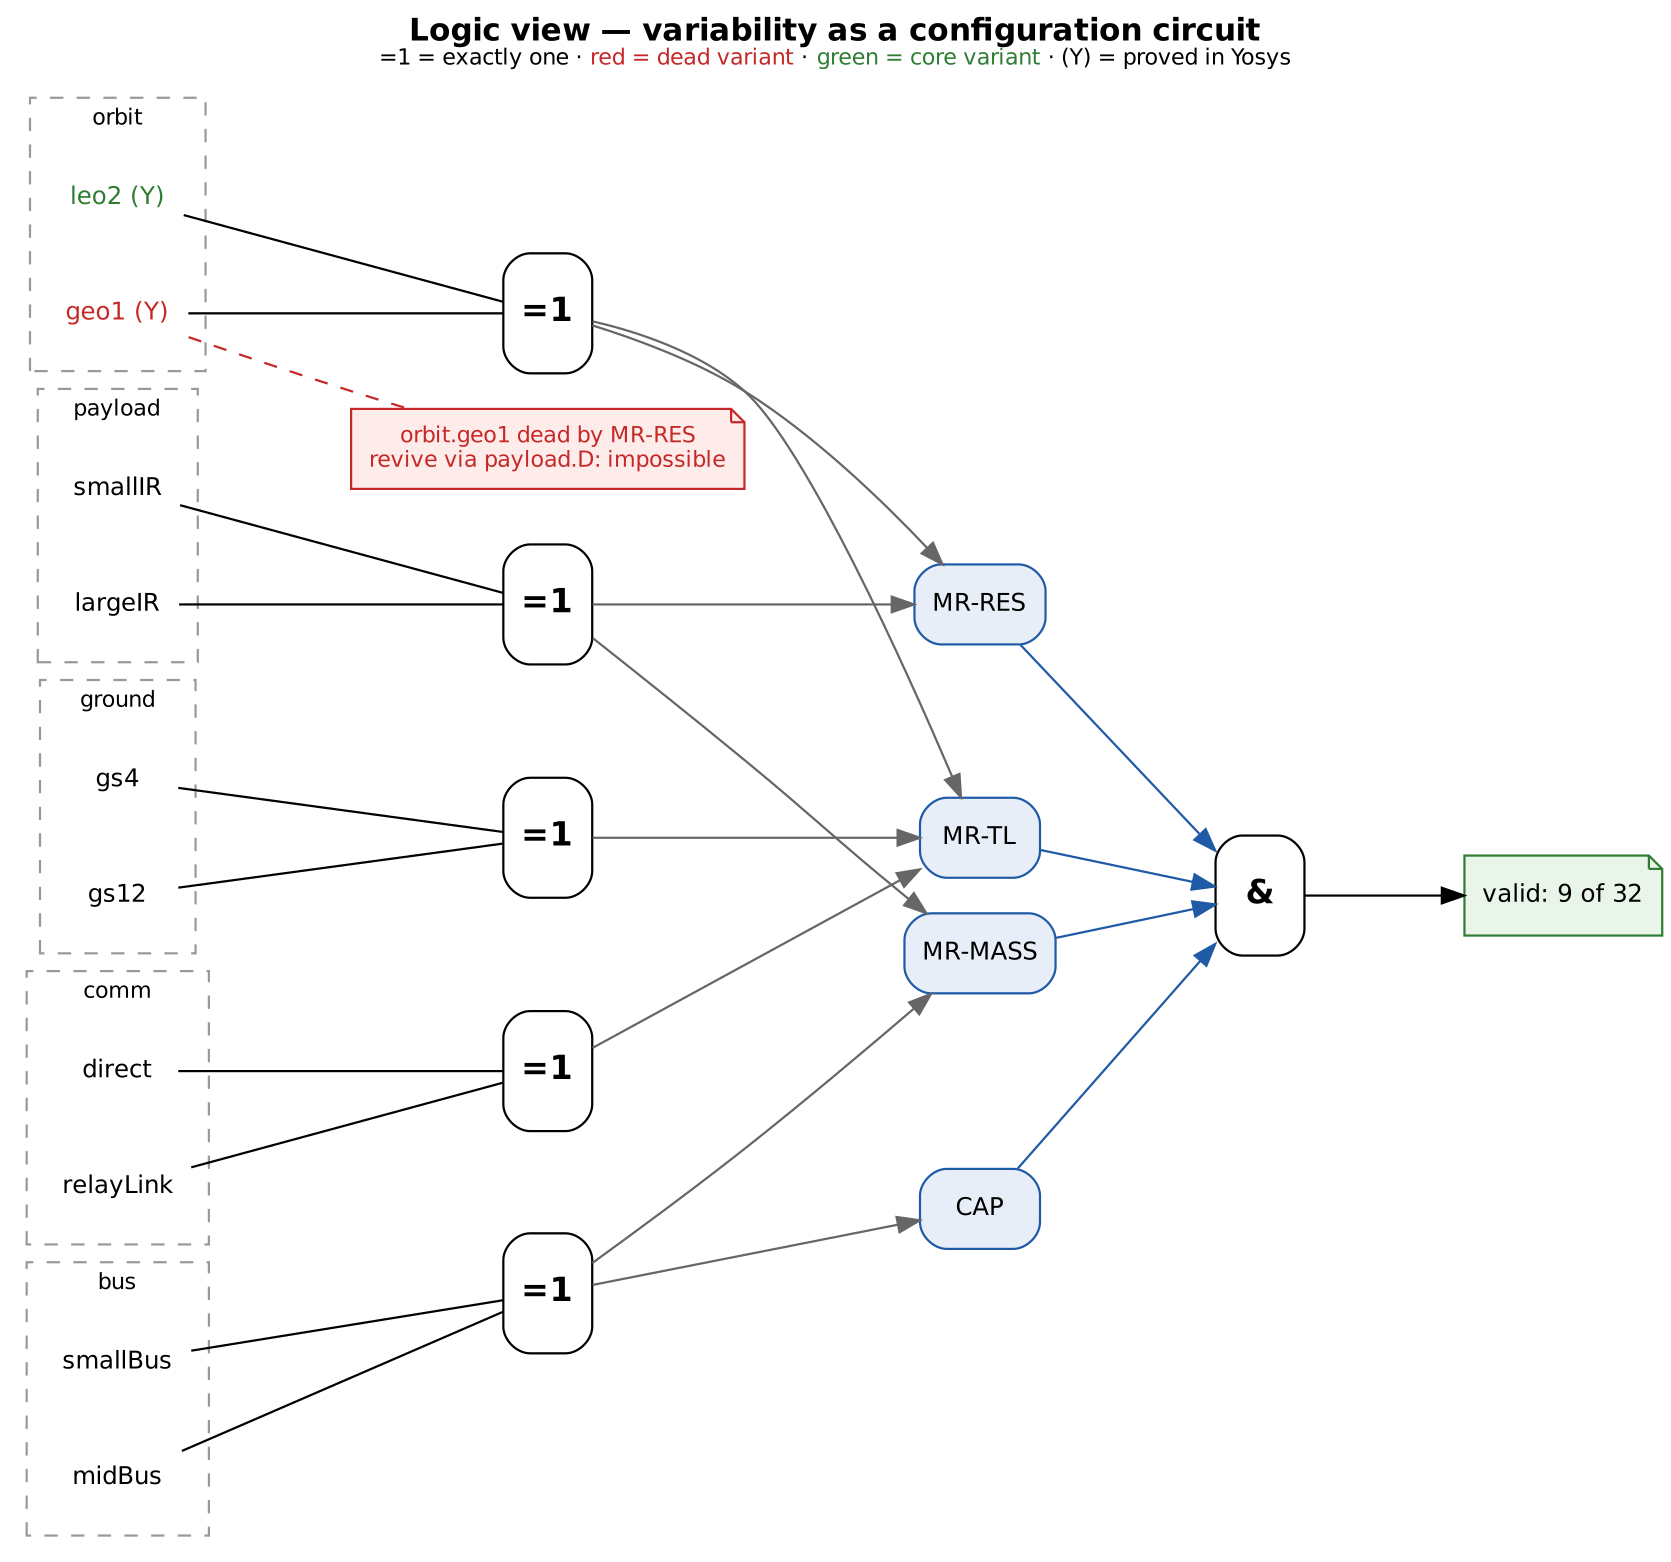 Logic view — variability as a configuration circuit
=1 = exactly one · red = dead variant · green = core variant · (Y) = proved in Yosys
orbit
leo2 (Y)
geo1 (Y)
=1
orbit.geo1 dead by MR-RES
revive via payload.D: impossible
payload
smallIR
largeIR
=1
MR-RES
ground
gs4
gs12
=1
MR-TL
MR-MASS
&
valid: 9 of 32
comm
direct
relayLink
=1
CAP
bus
smallBus
midBus
=1